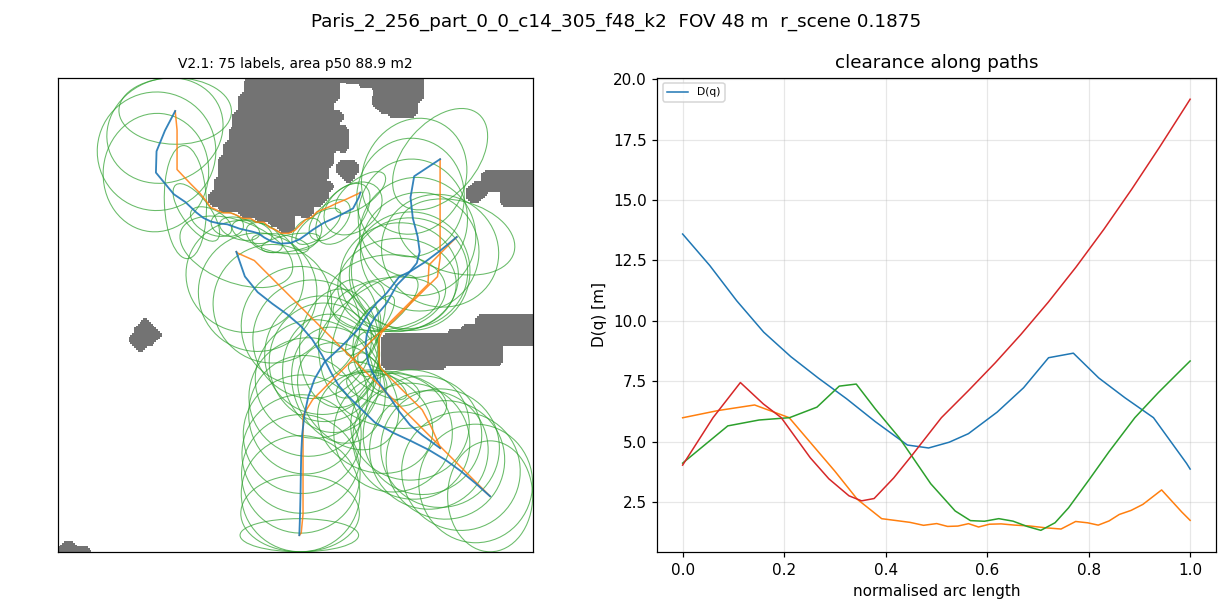 Paris_2_256_part_0_0_c14_305_f48_k2  FOV 48 m  r_scene 0.1875
V2.1: 75 labels, area p50 88.9 m2
clearance along paths
D(q)
20.0
17.5
15.0
12.5
10.0
7.5
5.0
2.5
D(q) [m]
0.0 0.2 0.4 0.6 0.8 1.0
normalised arc length